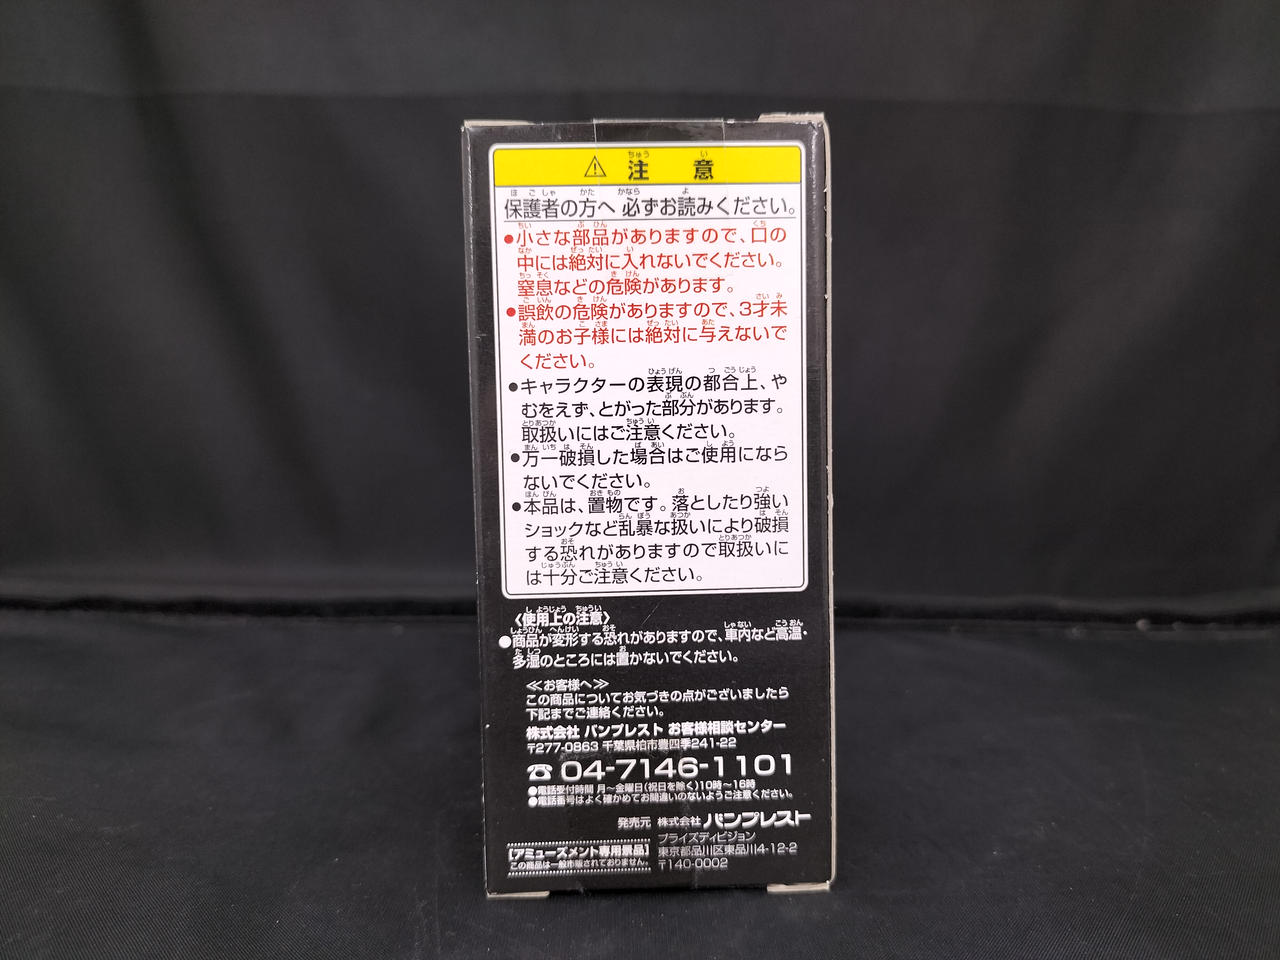 ⚠ 注意
保護者の方へ 必ずお読みください。
●小さな部品がありますので、口の
中には絶対に入れないでください。
窒息などの危険があります。
●誤飲の危険がありますので、3才未
満のお子様には絶対に与えないで
ください。
●キャラクターの表現の都合上、や
むをえず、とがった部分があります。
取扱いにはご注意ください。
●万一破損した場合はご使用になら
ないでください。
●本品は、置物です。落としたり強い
ショックなど乱暴な扱いにより破損
する恐れがありますので取扱いに
は十分ご注意ください。
〈使用上の注意〉
●商品が変形する恐れがありますので、車内など高温・
多湿のところには置かないでください。
≪お客様へ≫
この商品についてお気づきの点がございましたら
下記までご連絡ください。
株式会社 バンプレスト お客様相談センター
〒277-0863 千葉県柏市豊四季241-22
☎ 04-7146-1101
●電話受付時間 月〜金曜日(祝日を除く)10時〜16時
●電話番号はよく確かめてお間違いのないようご注意ください。
発売元 株式会社 バンプレスト
プライズディビジョン
東京都品川区東品川4-12-2
〒140-0002
[アミューズメント専用景品]
この商品は一般市販されておりません。